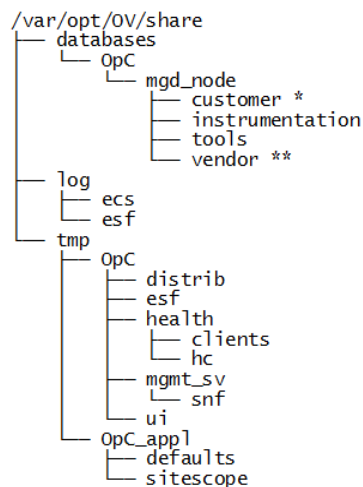 /var/opt/OV/share
├── databases
│   └── OpC
│       └── mgd_node
│           ├── customer *
│           ├── instrumentation
│           ├── tools
│           └── vendor **
├── log
│   ├── ecs
│   └── esf
└── tmp
    ├── OpC
    │   ├── distrib
    │   ├── esf
    │   ├── health
    │   │   ├── clients
    │   │   └── hc
    │   ├── mgmt_sv
    │   │   └── snf
    │   └── ui
    └── OpC_appl
        ├── defaults
        └── sitescope